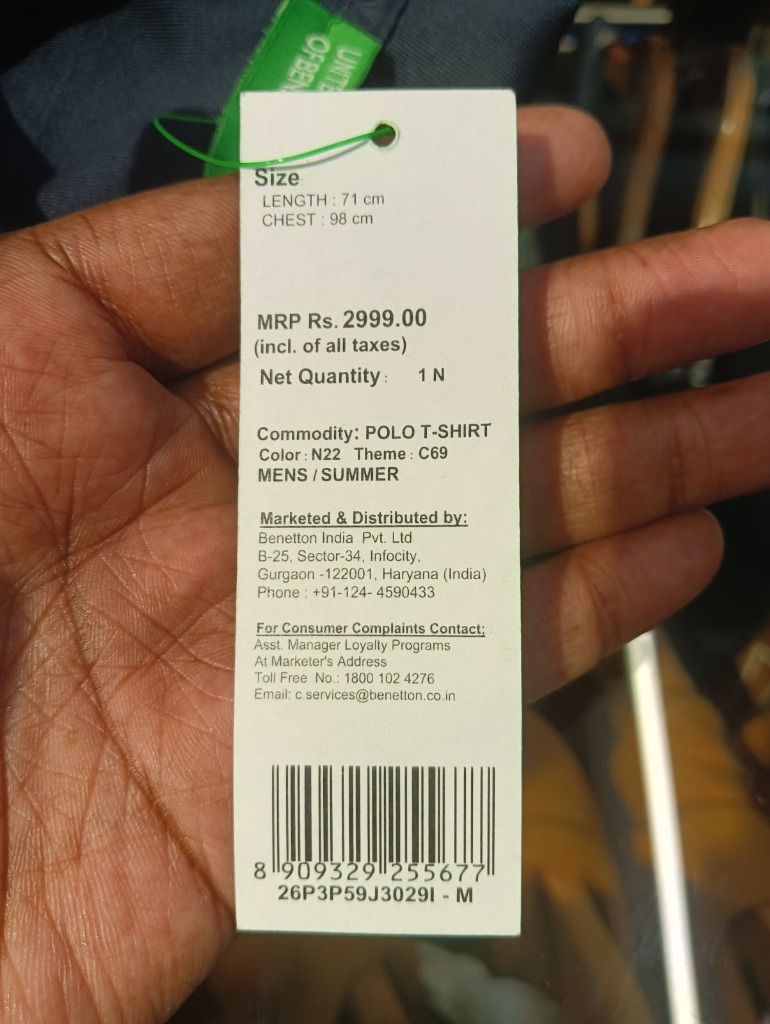 UNITE
OF BEN
Size
LENGTH : 71 cm
CHEST : 98 cm
MRP Rs. 2999.00
(incl. of all taxes)
Net Quantity : 1 N
Commodity: POLO T-SHIRT
Color : N22 Theme : C69
MENS / SUMMER
Marketed & Distributed by:
Benetton India Pvt. Ltd
B-25, Sector-34, Infocity,
Gurgaon -122001, Haryana (India)
Phone : +91-124- 4590433
For Consumer Complaints Contact;
Asst. Manager Loyalty Programs
At Marketer's Address
Toll Free No.: 1800 102 4276
Email: c.services@benetton.co.in
8 909329 255677
26P3P59J3029I - M